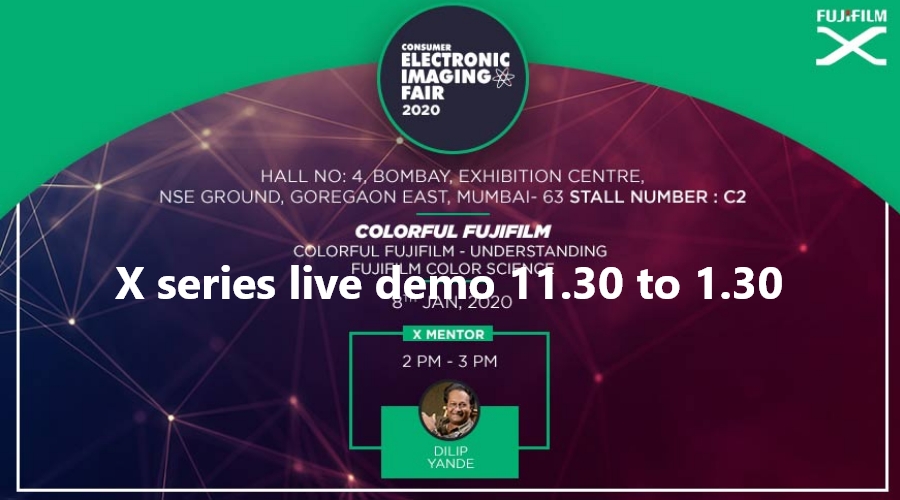 FUJIFILM
X
CONSUMER
ELECTRONIC
IMAGING
FAIR
2020
HALL NO: 4, BOMBAY, EXHIBITION CENTRE,
NSE GROUND, GOREGAON EAST, MUMBAI- 63 STALL NUMBER : C2
COLORFUL FUJIFILM
COLORFUL FUJIFILM - UNDERSTANDING
FUJIFILM COLOR SCIENCE
X series live demo 11.30 to 1.30
8TH JAN, 2020
X MENTOR
2 PM - 3 PM
DILIP
YANDE